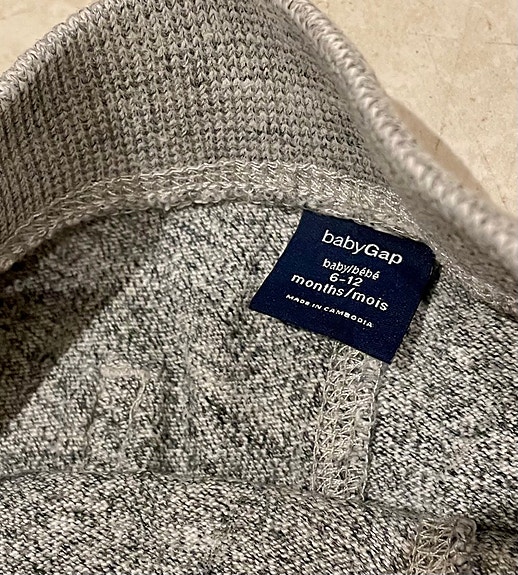 babyGap
baby/bébé
6-12
months/mois
MADE IN CAMBODIA